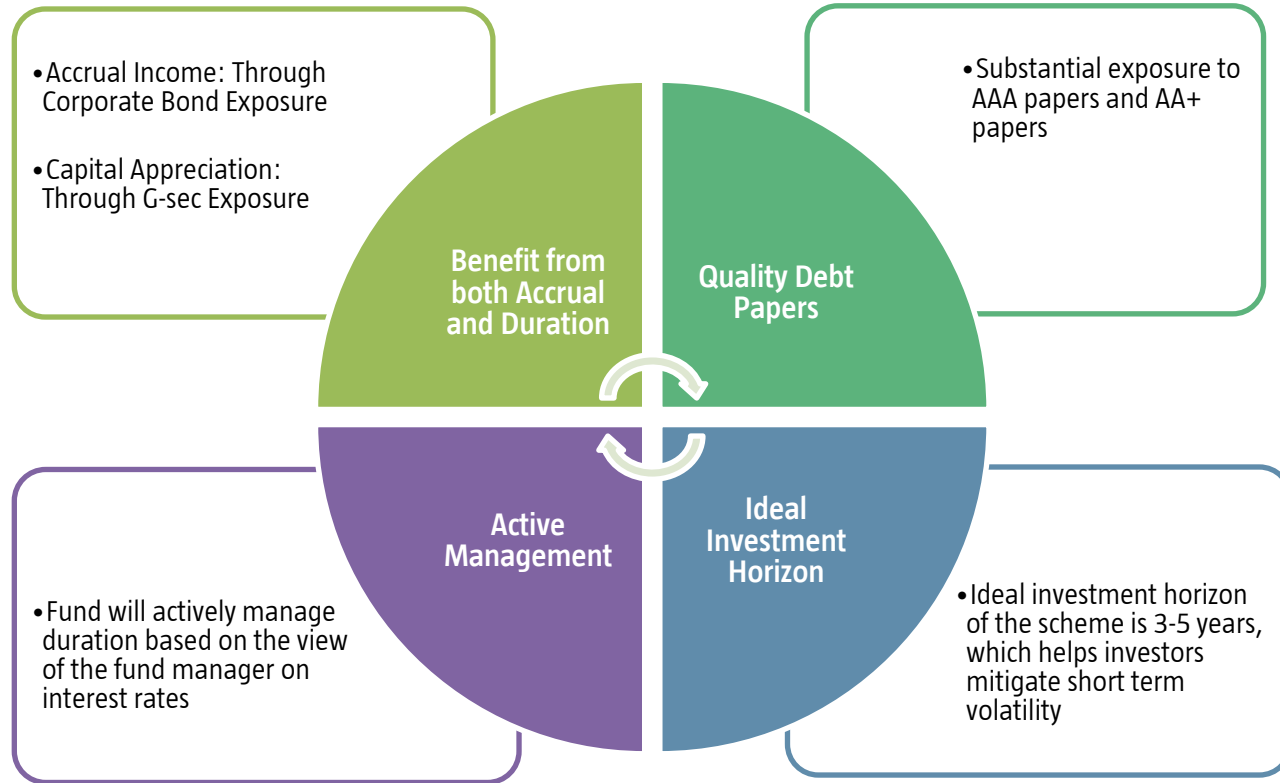 •Accrual Income: Through
Corporate Bond Exposure
•Capital Appreciation:
Through G-sec Exposure
•Substantial exposure to
AAA papers and AA+
papers
Benefit from
both Accrual
and Duration
Quality Debt
Papers
Active
Management
Ideal
Investment
Horizon
•Fund will actively manage
duration based on the view
of the fund manager on
interest rates
•Ideal investment horizon
of the scheme is 3-5 years,
which helps investors
mitigate short term
volatility